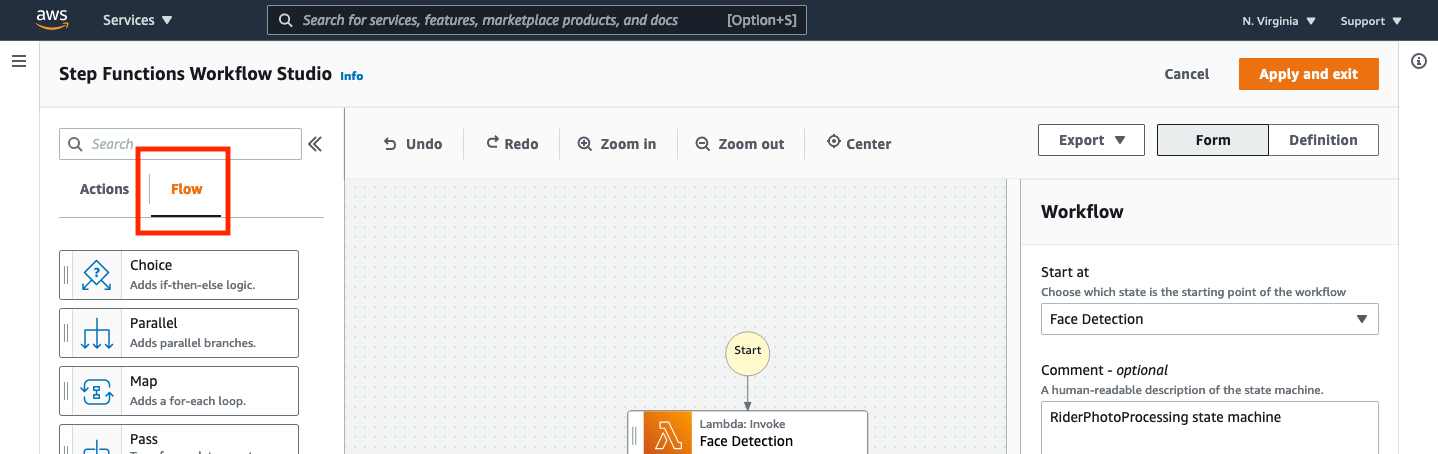 aws Services Search for services, features, marketplace products, and docs [Option+S] N. Virginia Support
Step Functions Workflow Studio Info Cancel Apply and exit
Search
Undo Redo Zoom in Zoom out Center Export Form Definition
Actions Flow
Choice
Adds if-then-else logic.
Parallel
Adds parallel branches.
Map
Adds a for-each loop.
Pass
Start
Lambda: Invoke
Face Detection
Workflow
Start at
Choose which state is the starting point of the workflow
Face Detection
Comment - optional
A human-readable description of the state machine.
RiderPhotoProcessing state machine